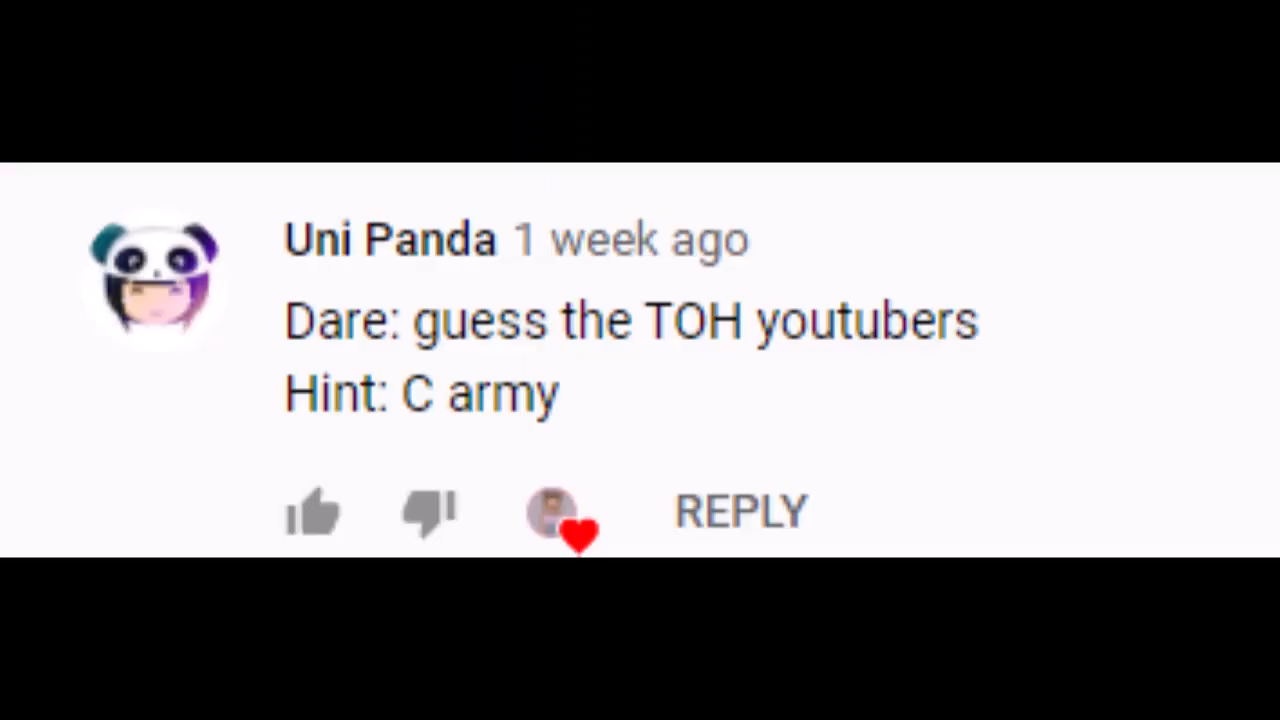 Uni Panda 1 week ago
Dare: guess the TOH youtubers
Hint: C army
REPLY